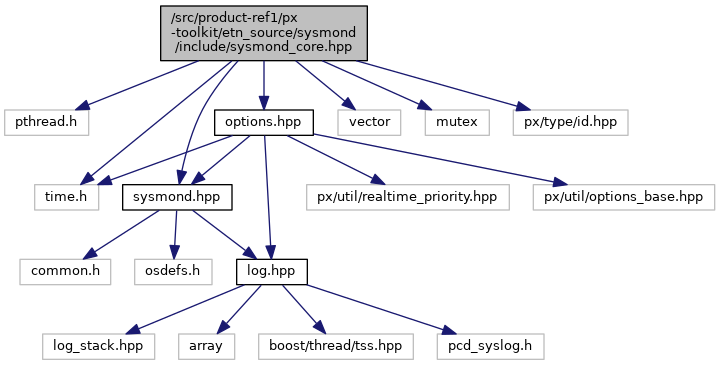 /src/product-ref1/px
-toolkit/etn_source/sysmond
/include/sysmond_core.hpp
pthread.h
options.hpp
vector
mutex
px/type/id.hpp
time.h
sysmond.hpp
px/util/realtime_priority.hpp
px/util/options_base.hpp
common.h
osdefs.h
log.hpp
log_stack.hpp
array
boost/thread/tss.hpp
pcd_syslog.h